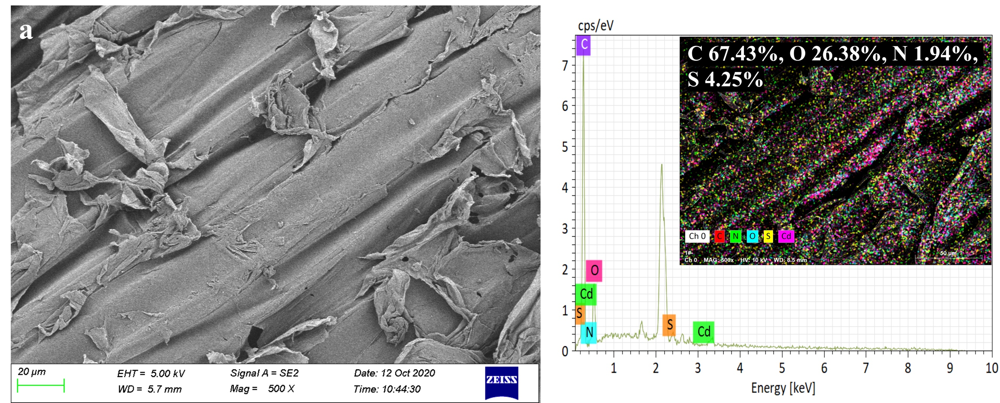 a
20 µm
EHT = 5.00 kV
Signal A = SE2
Date: 12 Oct 2020
ZEISS
WD = 5.7 mm
Mag = 500 X
Time: 10:44:30
cps/eV
C
7
6
5
4
3
2
1
0
O
Cd
S
N
S
Cd
C 67.43%, O 26.38%, N 1.94%,
S 4.25%
Ch 0 C N O S Cd
1#-
Ch 0 MAG: 500x HV: 10 kV WD: 8.5 mm
50 µm
1 2 3 4 5 6 7 8 9 10
Energy [keV]